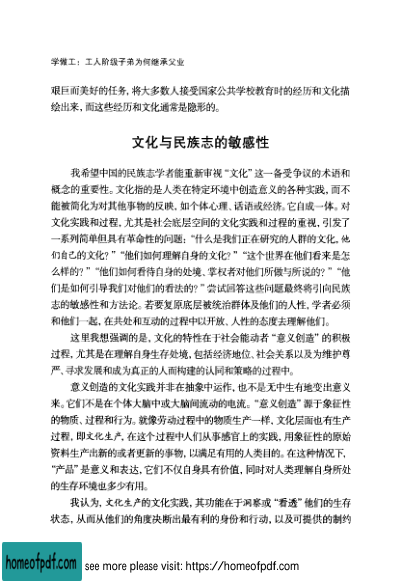 学做工：工人阶级子弟为何继承父业
艰巨而美好的任务，将大多数人接受国家公共学校教育时的经历和文化描
绘出来，而这些经历和文化通常是隐形的。
文化与民族志的敏感性
我希望中国的民族志学者能重新审视“文化”这一备受争议的术语和
概念的重要性。文化指的是人类在特定环境中创造意义的各种实践，而不
能被简化为对其他事物的反映，如个体心理、话语或经济。它自成一体。对
文化实践和过程，尤其是社会底层空间的文化实践和过程的重视，引发了
一系列简单但具有革命性的问题：“什么是我们正在研究的人群的文化，他
们自己的文化？”“他们如何理解自身的文化？”“这个世界在他们看来是怎
么样的？”“他们如何看待自身的处境、掌权者对他们所做与所说的？”“他
们是如何引导我们对他们的看法的？”尝试回答这些问题最终将引向民族
志的敏感性和方法论。若要复原底层被统治群体及他们的人性，学者必须
和他们一起，在共处和互动的过程中以开放、人性的态度去理解他们。
这里我想强调的是，文化的特性在于社会能动者“意义创造”的积极
过程，尤其是在理解自身生存处境，包括经济地位、社会关系以及为维护尊
严、寻求发展和成为真正的人而构建的认同和策略的过程中。
意义创造的文化实践并非在抽象中运作，也不是无中生有地变出意义
来。它们不是在个体大脑中或大脑间流动的电流。“意义创造”源于象征性
的物质、过程和行为。就像劳动过程中的物质生产一样，文化层面也有生产
过程，即文化生产，在这个过程中人们从事感官上的实践，用象征性的原始
资料生产出新的或者更新的事物，以满足有用的人类目的。在这种情况下，
“产品”是意义和表达，它们不仅自身具有价值，同时对人类理解自身所处
的生存环境也多少有用。
我认为，文化生产的文化实践，其功能在于洞察或“看透”他们的生存
状态，从而从他们的角度决断出最有利的身份和行动，以及可提供的制约
homeofpdf.com
see more please visit: https://homeofpdf.com